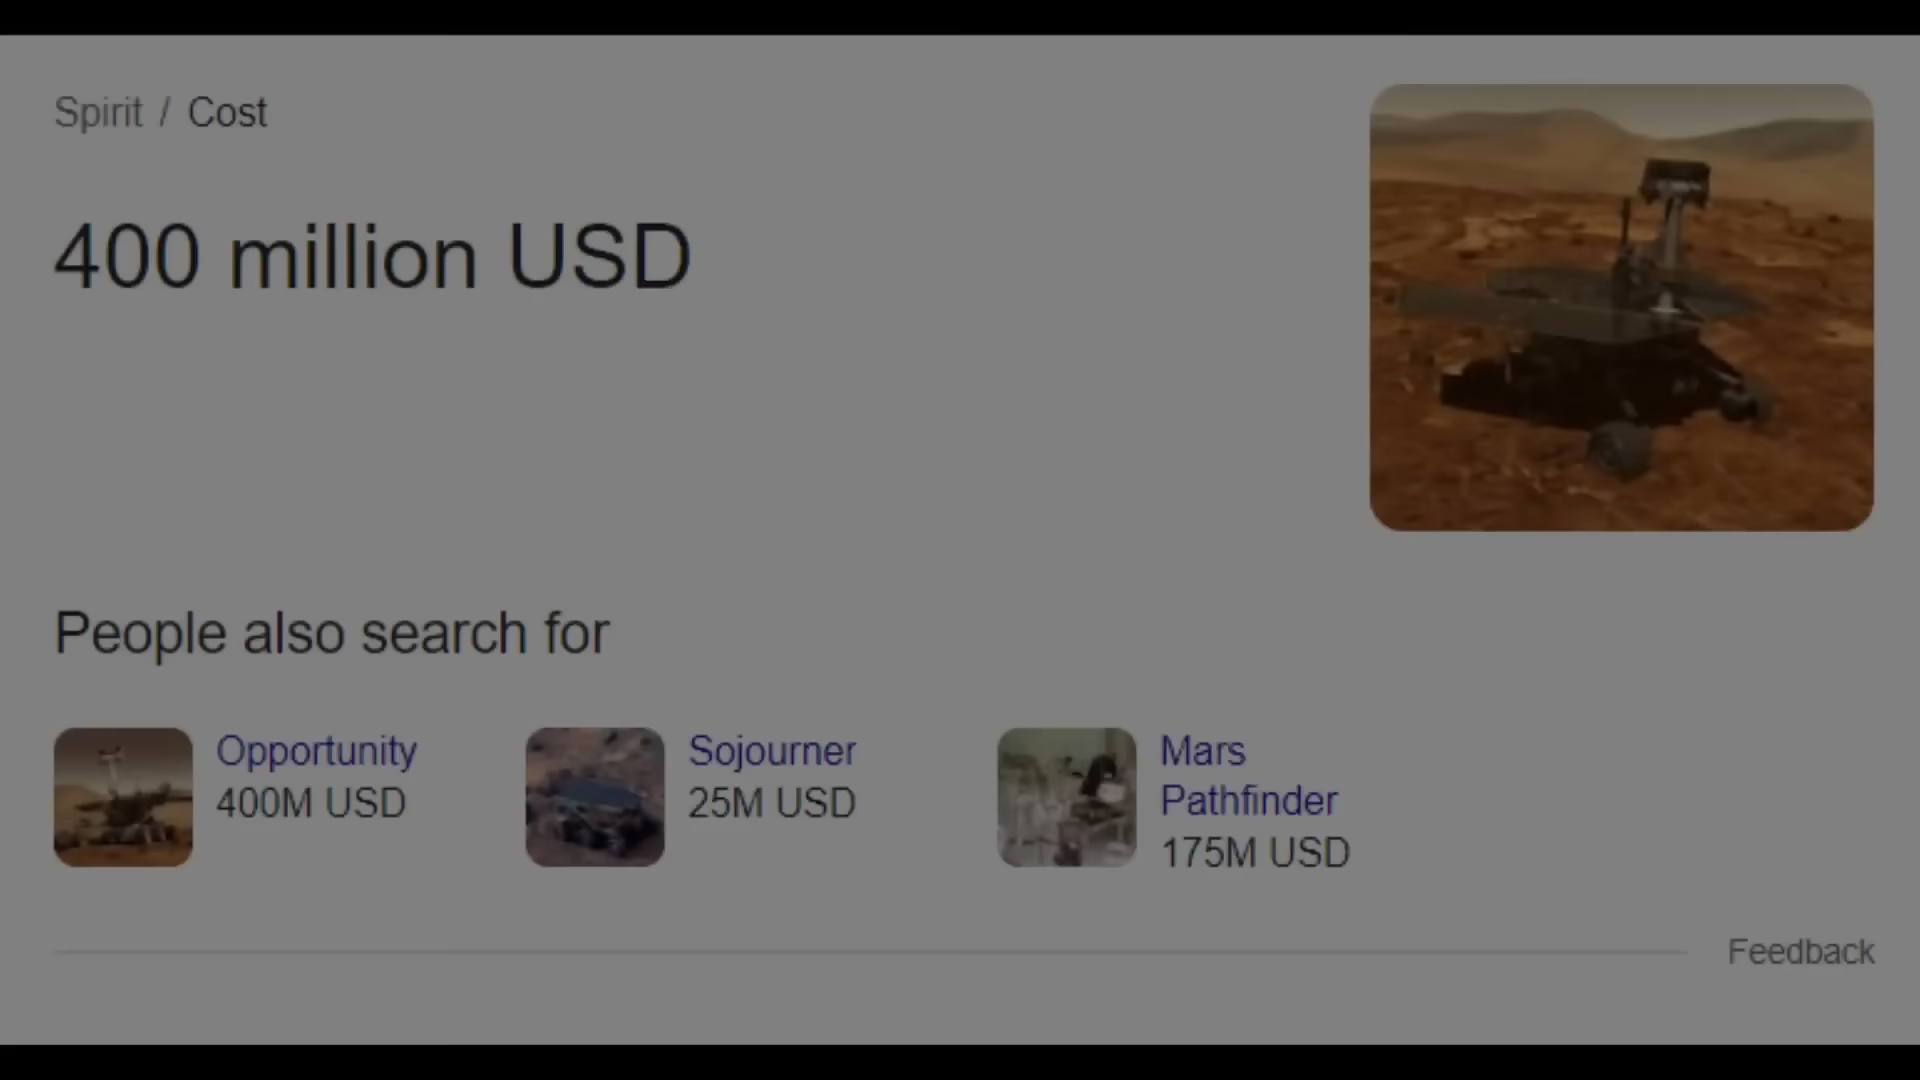 Spirit / Cost
400 million USD
People also search for
Opportunity
400M USD
Sojourner
25M USD
Mars
Pathfinder
175M USD
Feedback